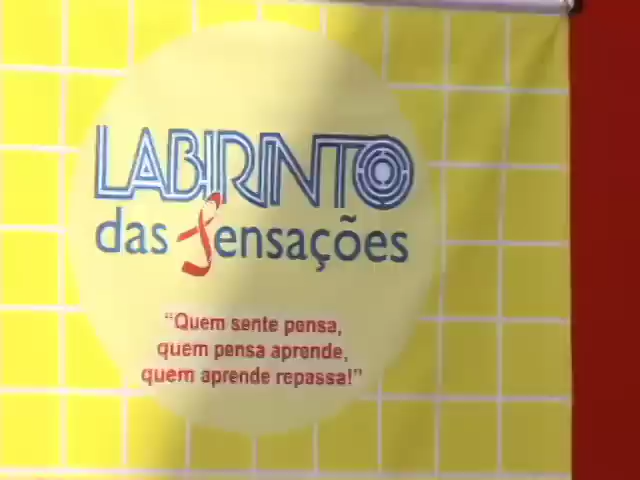 LABIRINTO
das Sensações
"Quem sente pensa,
quem pensa aprende,
quem aprende repassa!"